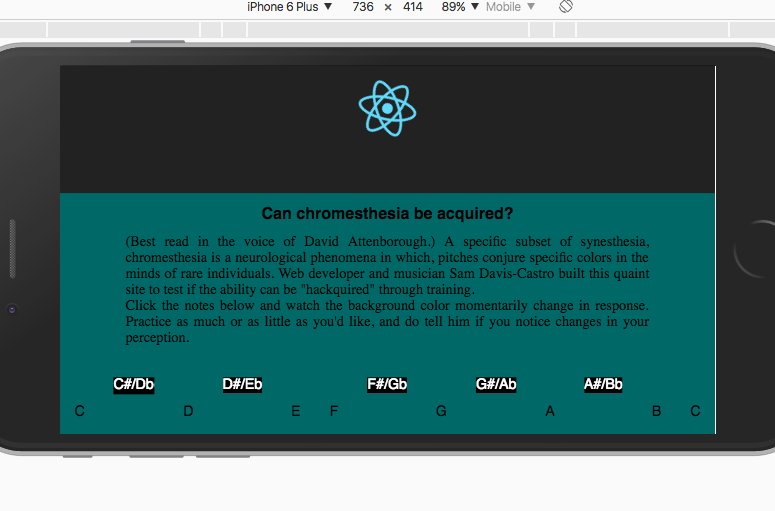 iPhone 6 Plus ▼ 736 × 414 89% ▼ Mobile ▼
Can chromesthesia be acquired?
(Best read in the voice of David Attenborough.) A specific subset of synesthesia,
chromesthesia is a neurological phenomena in which, pitches conjure specific colors in the
minds of rare individuals. Web developer and musician Sam Davis-Castro built this quaint
site to test if the ability can be "hackquired" through training.
Click the notes below and watch the background color momentarily change in response.
Practice as much or as little as you'd like, and do tell him if you notice changes in your
perception.
C#/Db D#/Eb F#/Gb G#/Ab A#/Bb
C D E F G A B C